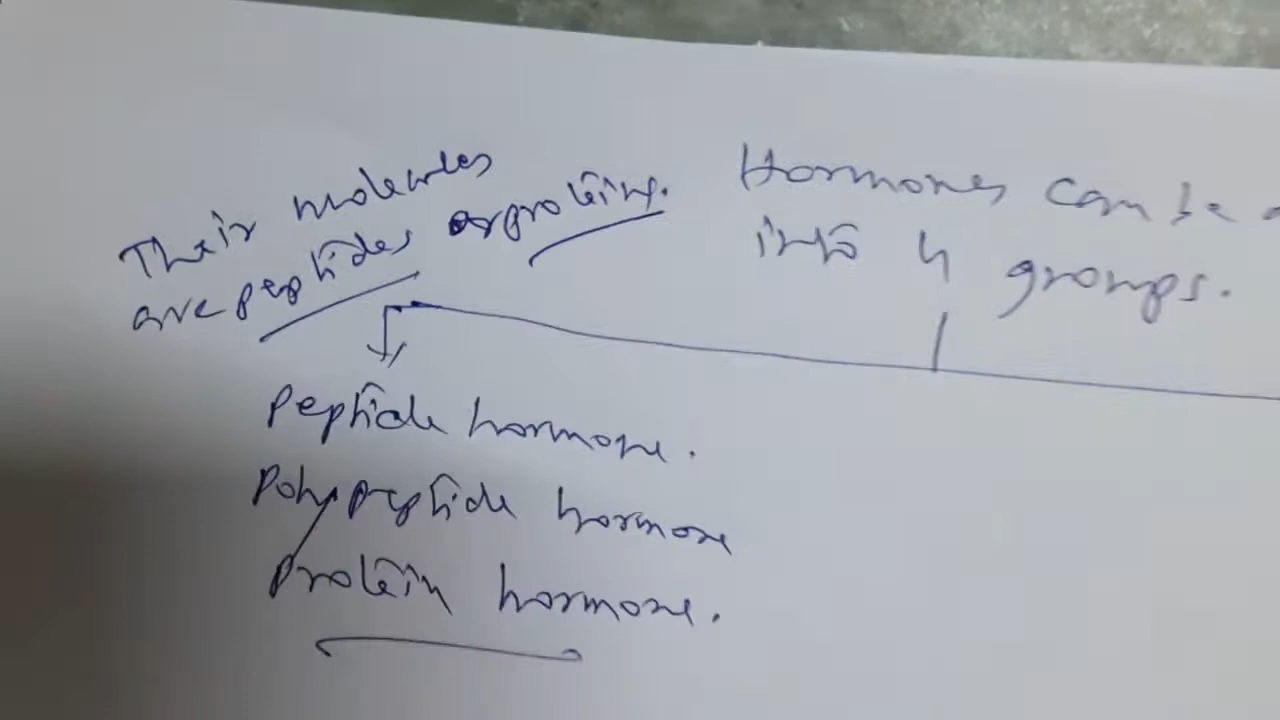 Their molecules
are peptides or proteins.
Hormones can be
into 4 groups.
Peptide hormone.
Polypeptide hormone
Protein hormone.